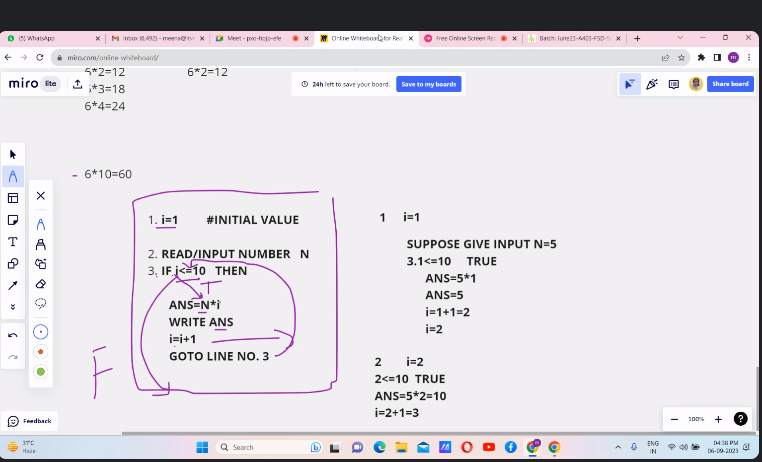 (5) WhatsApp
Inbox (6,492) - meena@itvi
Meet - pxo-hqjp-efe
Online Whiteboard for Rea
Free Online Screen Rec
Batch: June23-A403-FSD-S
miro.com/online-whiteboard/
6*2=12
6*2=12
miro lite
24h left to save your board.
Save to my boards
Share board
6*3=18
6*4=24
- 6*10=60
1. i=1 #INITIAL VALUE
2. READ/INPUT NUMBER N
3. IF i<=10 THEN
T
ANS=N*i
WRITE ANS
i=i+1
GOTO LINE NO. 3
F
1 i=1
SUPPOSE GIVE INPUT N=5
3.1<=10 TRUE
ANS=5*1
ANS=5
i=1+1=2
i=2
2 i=2
2<=10 TRUE
ANS=5*2=10
i=2+1=3
Feedback
100%
31°C
Haze
Search
ENG
IN
04:38 PM
06-09-2023